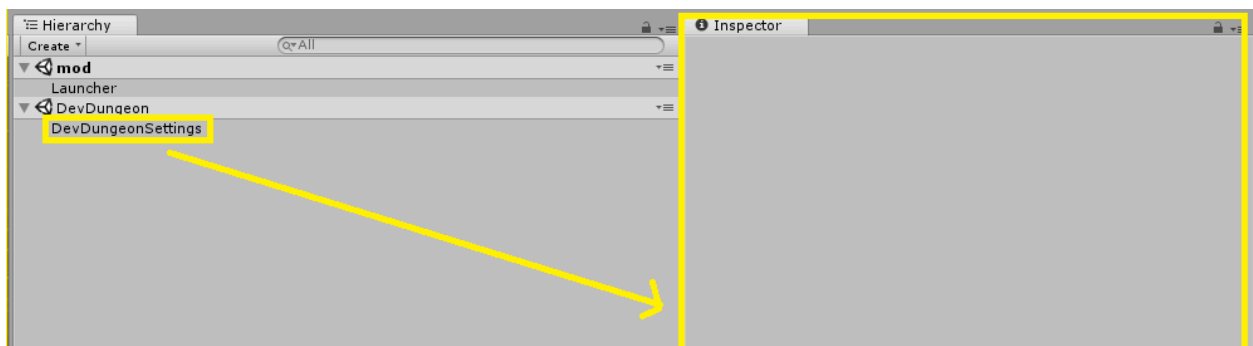 Hierarchy
Create
All
mod
Launcher
DevDungeon
DevDungeonSettings
Inspector